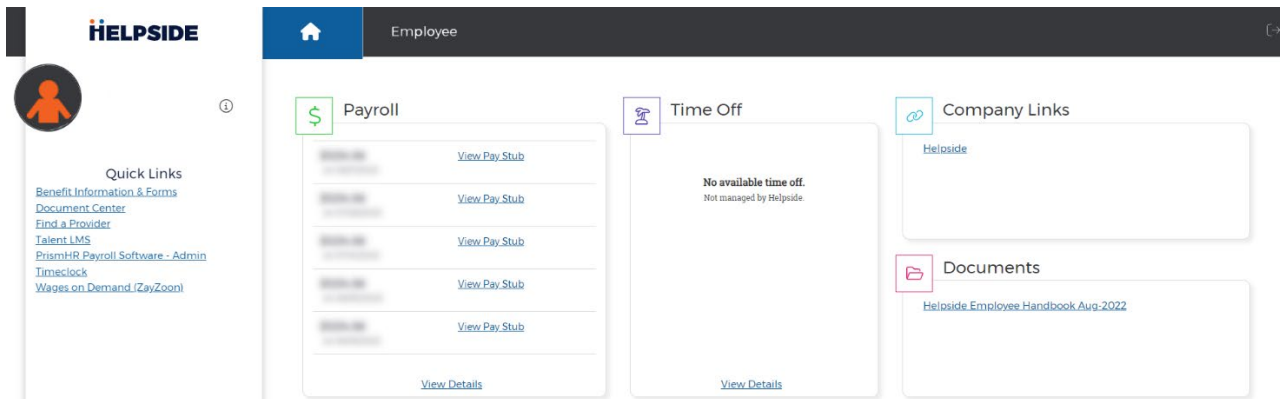 HELPSIDE
Employee
Quick Links
Benefit Information & Forms
Document Center
Find a Provider
Talent LMS
PrismHR Payroll Software - Admin
Timeclock
Wages on Demand (ZayZoon)
Payroll
View Pay Stub
View Pay Stub
View Pay Stub
View Pay Stub
View Pay Stub
View Details
Time Off
No available time off.
Not managed by Helpside.
View Details
Company Links
Helpside
Documents
Helpside Employee Handbook Aug-2022